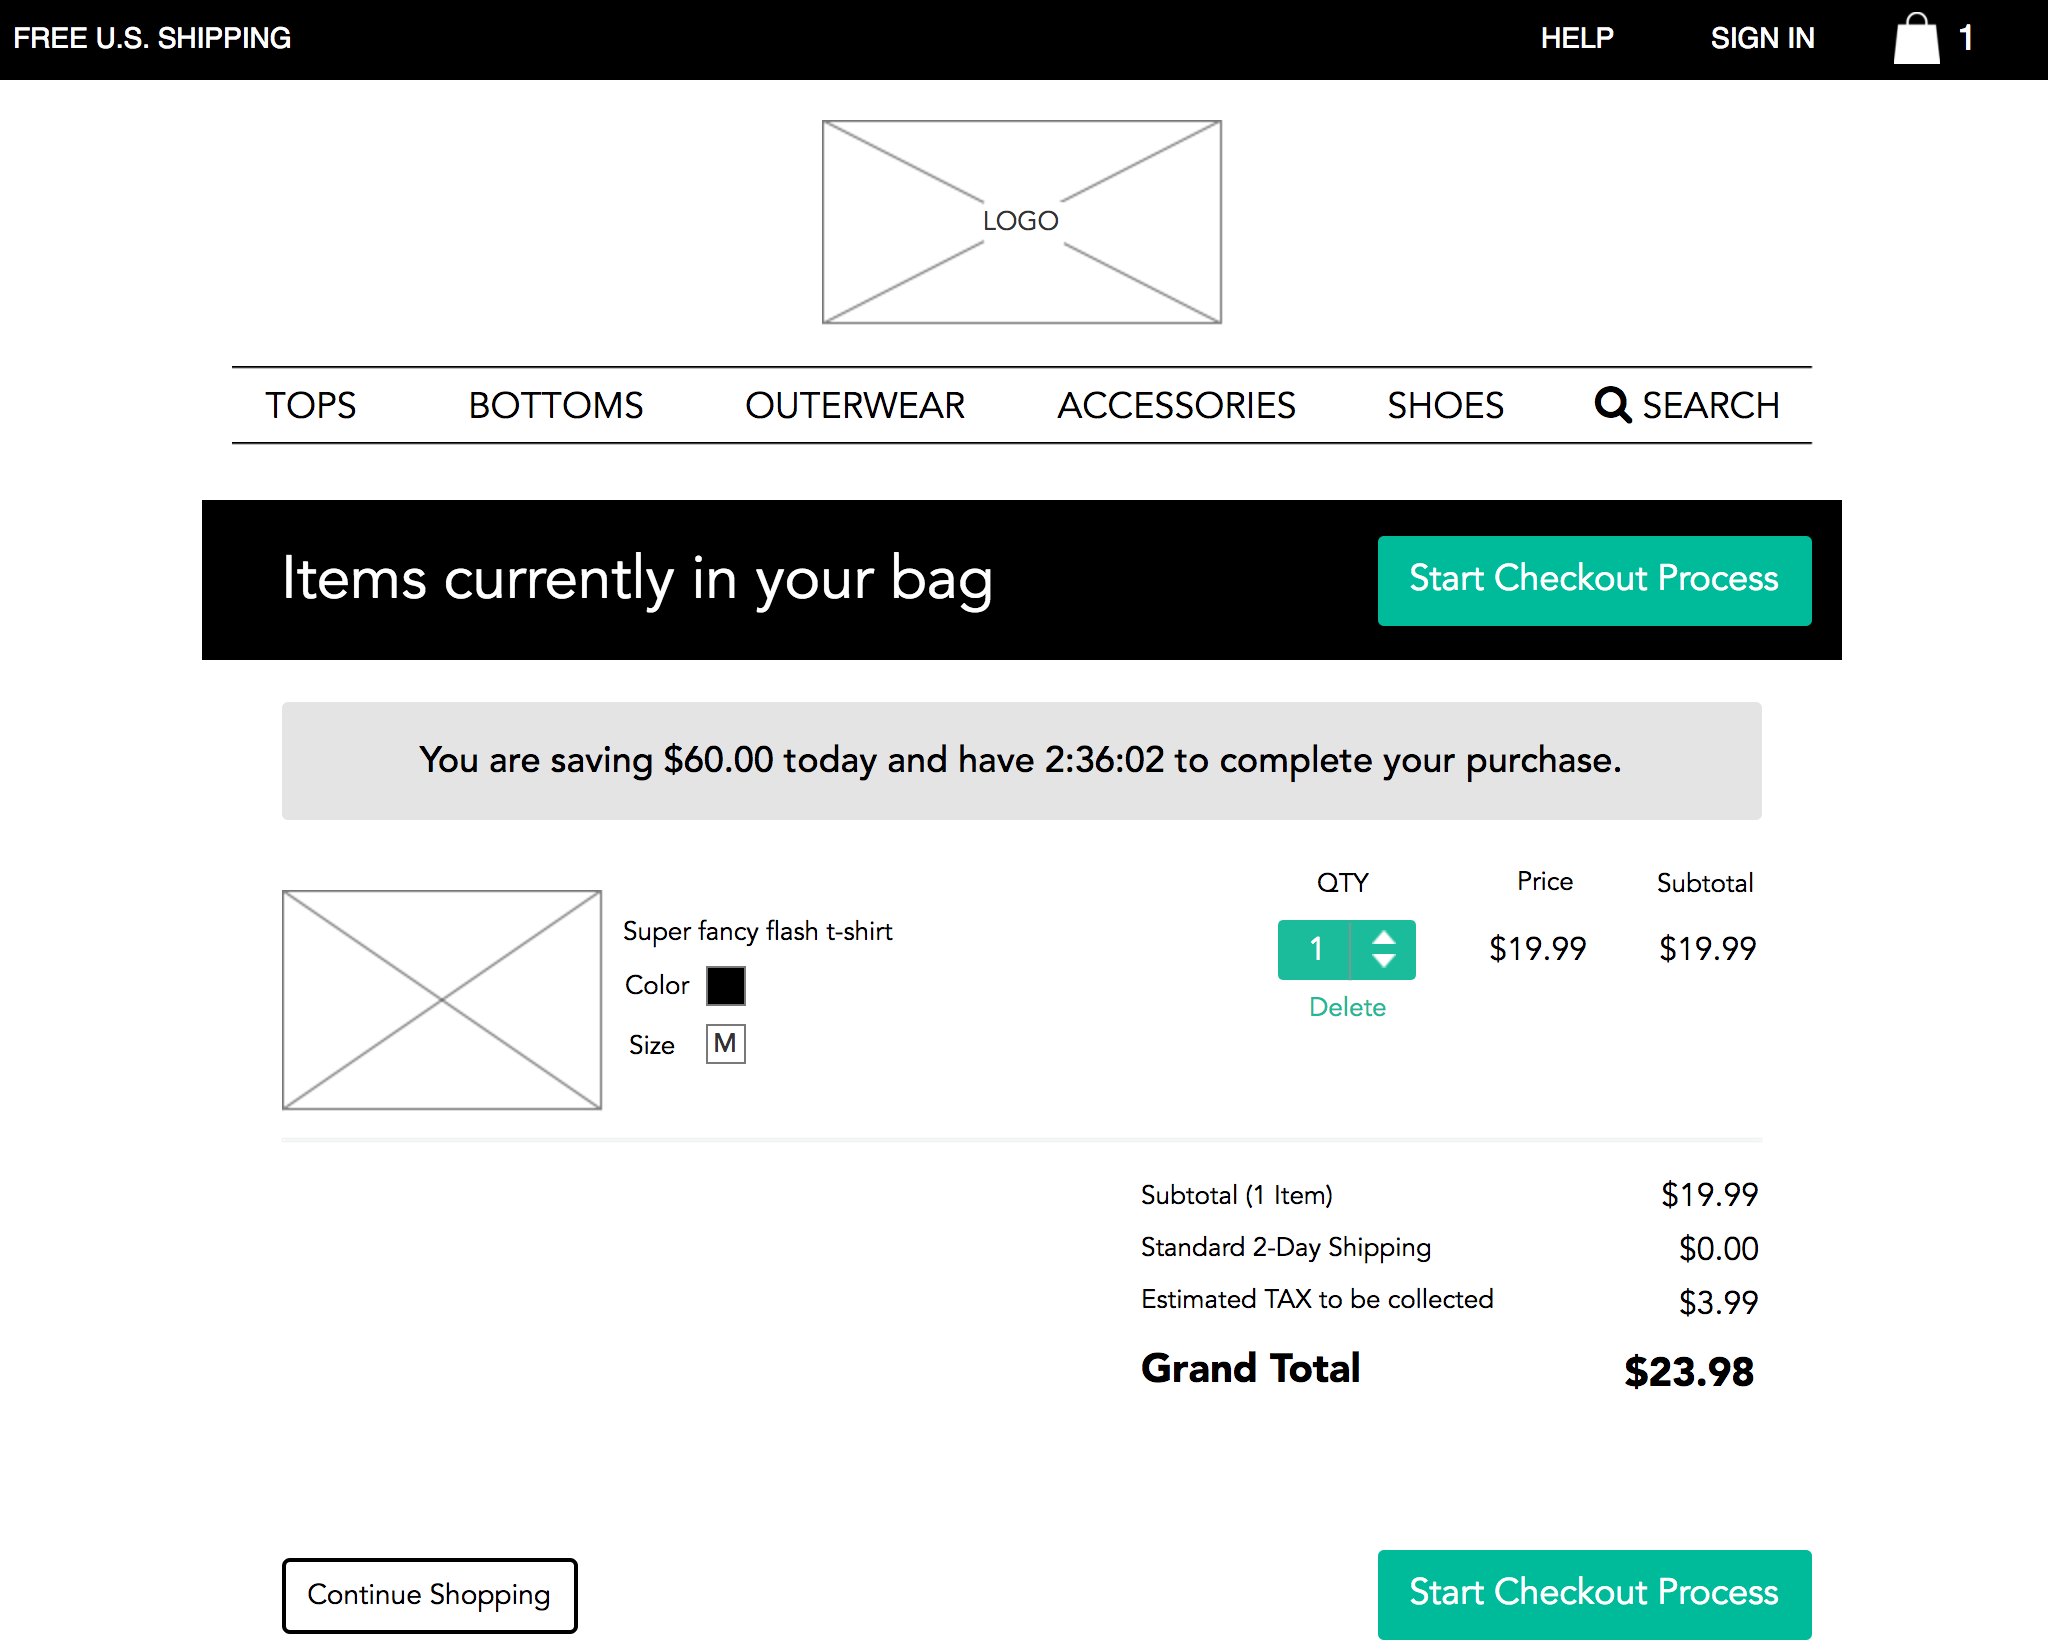 FREE U.S. SHIPPING HELP SIGN IN 1
LOGO
TOPS BOTTOMS OUTERWEAR ACCESSORIES SHOES SEARCH
Items currently in your bag Start Checkout Process
You are saving $60.00 today and have 2:36:02 to complete your purchase.
QTY Price Subtotal
Super fancy flash t-shirt 1 $19.99 $19.99
Color Delete
Size M
Subtotal (1 Item) $19.99
Standard 2-Day Shipping $0.00
Estimated TAX to be collected $3.99
Grand Total $23.98
Continue Shopping Start Checkout Process